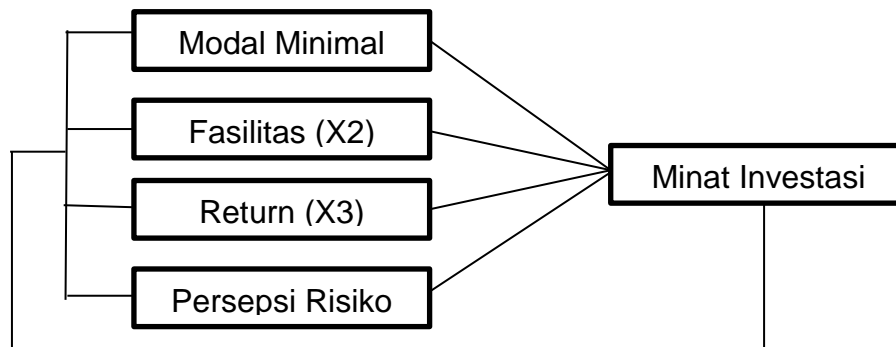 Modal Minimal
Fasilitas (X2)
Return (X3)
Minat Investasi
Persepsi Risiko